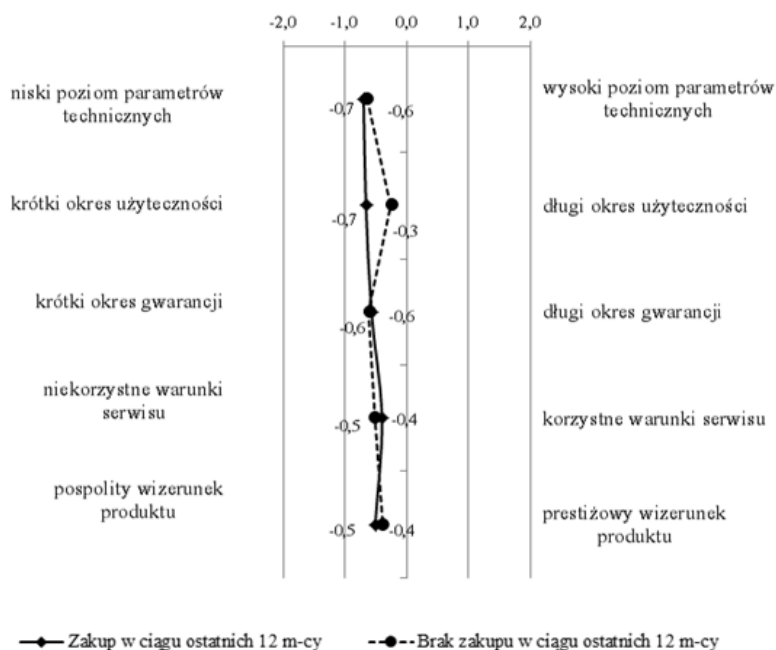 -2,0 -1,0 0,0 1,0 2,0
niski poziom parametrów
technicznych
-0,7
-0,6
wysoki poziom parametrów
technicznych
krótki okres użyteczności
-0,7
-0,3
długi okres użyteczności
krótki okres gwarancji
-0,6
-0,6
długi okres gwarancji
niekorzystne warunki
serwisu
-0,5
-0,4
korzystne warunki serwisu
pospolity wizerunek
produktu
-0,5
-0,4
prestiżowy wizerunek
produktu
Zakup w ciągu ostatnich 12 m-cy
Brak zakupu w ciągu ostatnich 12 m-cy